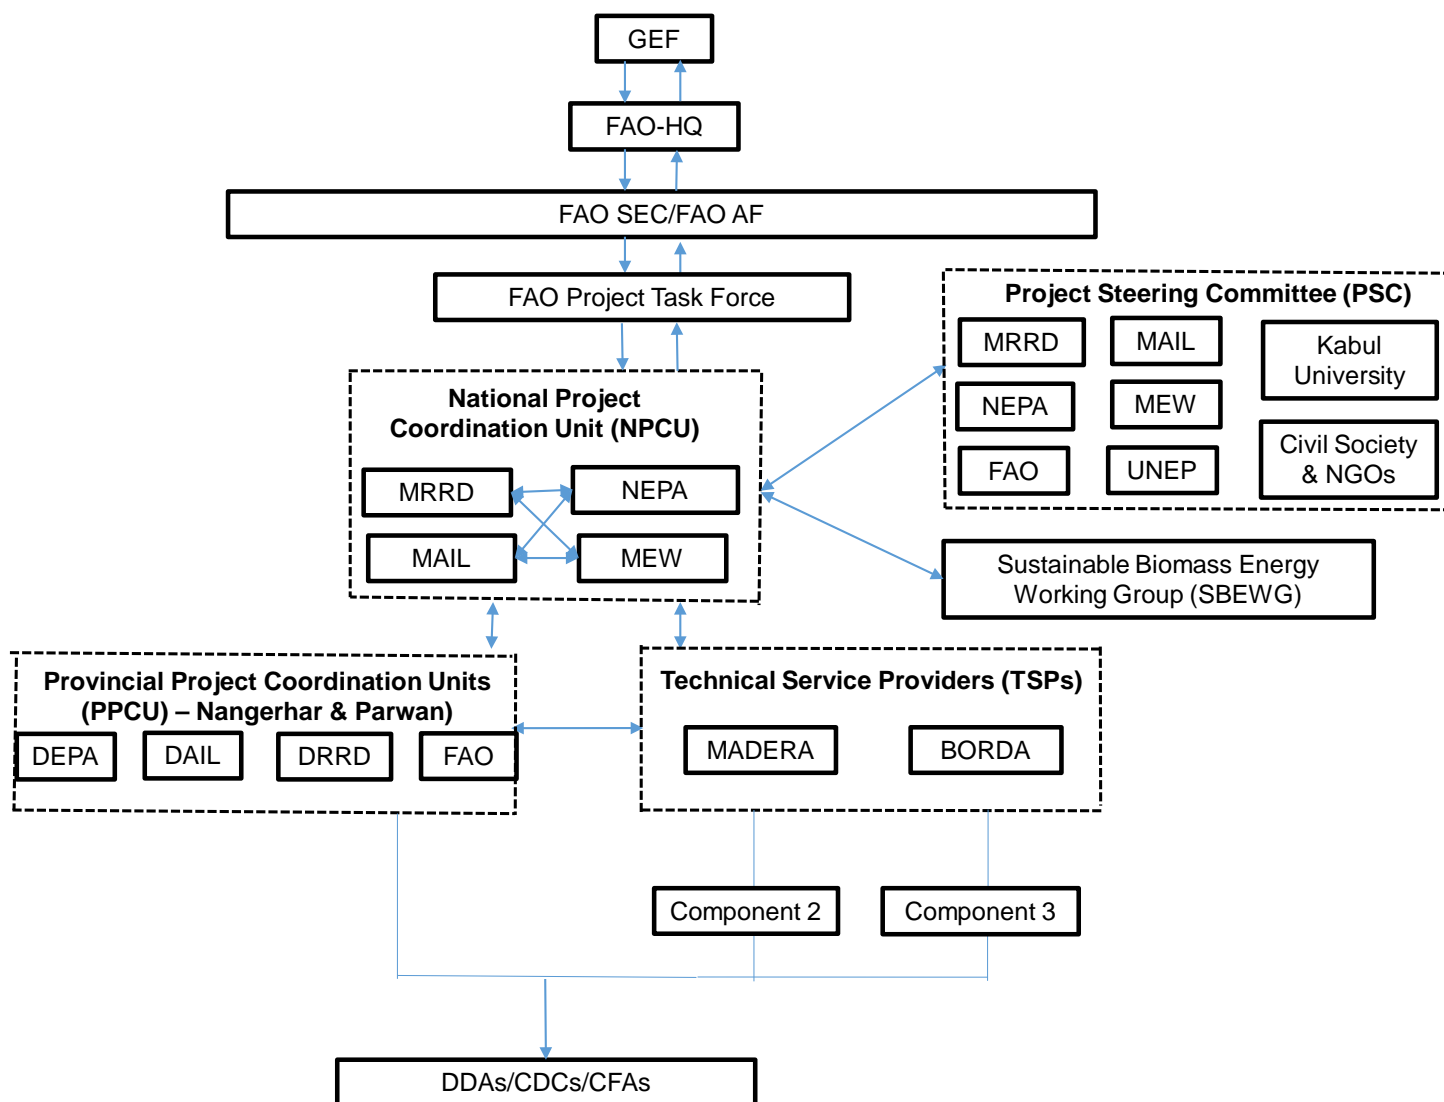 GEF
FAO-HQ
FAO SEC/FAO AF
FAO Project Task Force
Project Steering Committee (PSC)
MRRD
MAIL
Kabul
University
NEPA
MEW
Civil Society
& NGOs
FAO
UNEP
National Project
Coordination Unit (NPCU)
MRRD
NEPA
MAIL
MEW
Sustainable Biomass Energy
Working Group (SBEWG)
Provincial Project Coordination Units
(PPCU) – Nangerhar & Parwan)
DEPA
DAIL
DRRD
FAO
Technical Service Providers (TSPs)
MADERA
BORDA
Component 2
Component 3
DDAs/CDCs/CFAs